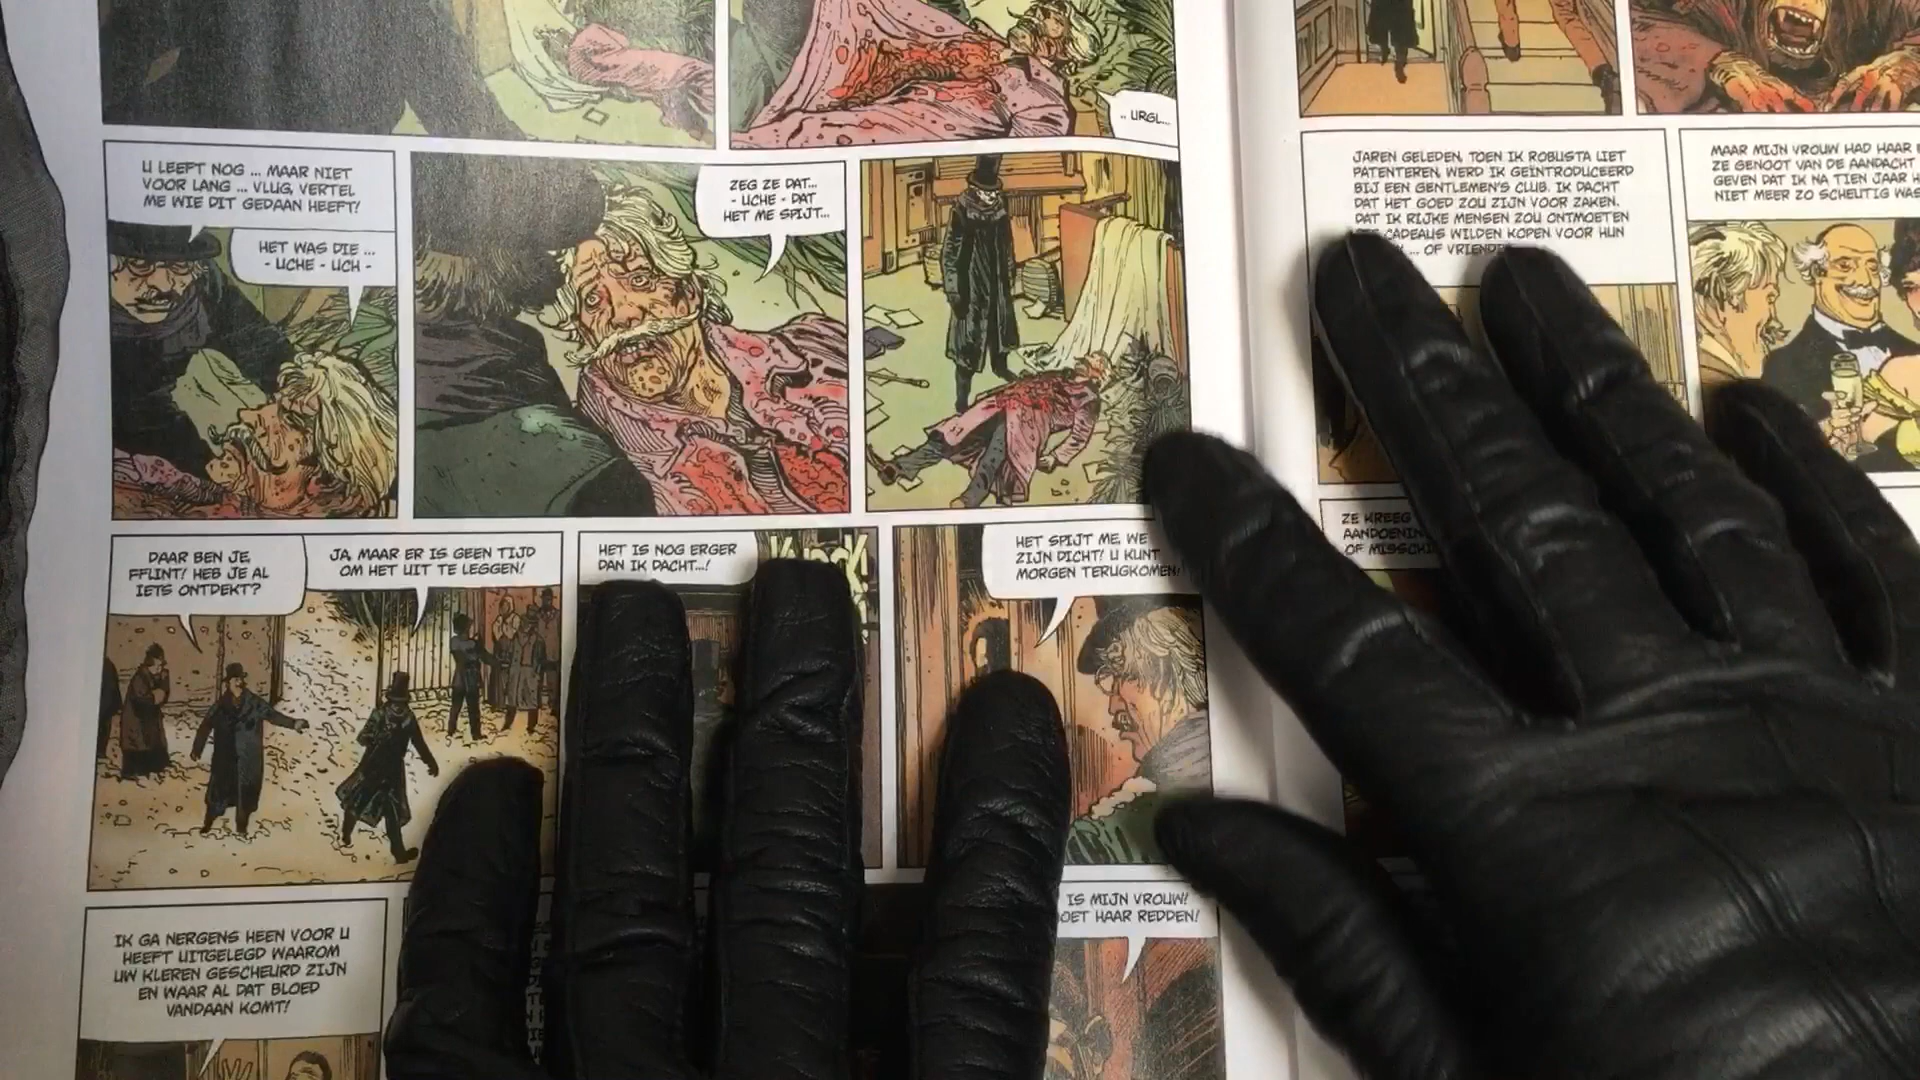 .. URGL...
U LEEFT NOG ... MAAR NIET
VOOR LANG ... VLUG, VERTEL
ME WIE DIT GEDAAN HEEFT!
HET WAS DIE ...
- UCHE - UCH -
ZEG ZE DAT...
- UCHE - DAT
HET ME SPIJT...
DAAR BEN JE,
FFLINT! HEB JE AL
IETS ONTDEKT?
JA, MAAR ER IS GEEN TIJD
OM HET UIT TE LEGGEN!
HET IS NOG ERGER
DAN IK DACHT...!
HET SPIJT ME, WE
ZIJN DICHT! U KUNT
MORGEN TERUGKOMEN!
IK GA NERGENS HEEN VOOR U
HEEFT UITGELEGD WAAROM
UW KLEREN GESCHEURD ZIJN
EN WAAR AL DAT BLOED
VANDAAN KOMT!
IS MIJN VROUW!
HAAR REDDEN!
JAREN GELEDEN, TOEN IK ROBUSTA LIET
PATENTEREN, WERD IK GEÏNTRODUCEERD
BIJ EEN GENTLEMEN'S CLUB. IK DACHT
DAT HET GOED ZOU ZIJN VOOR ZAKEN.
DAT IK RIJKE MENSEN ZOU ONTMOETEN
CADEAUS WILDEN KOPEN VOOR HUN
... OF
MAAR MIJN VROUW HAD HAAR
ZE GENOOT VAN DE AANDACHT
GEVEN DAT IK NA TIEN JAAR
NIET MEER ZO SCHEUTIG WAS
ZE KREEG
OF